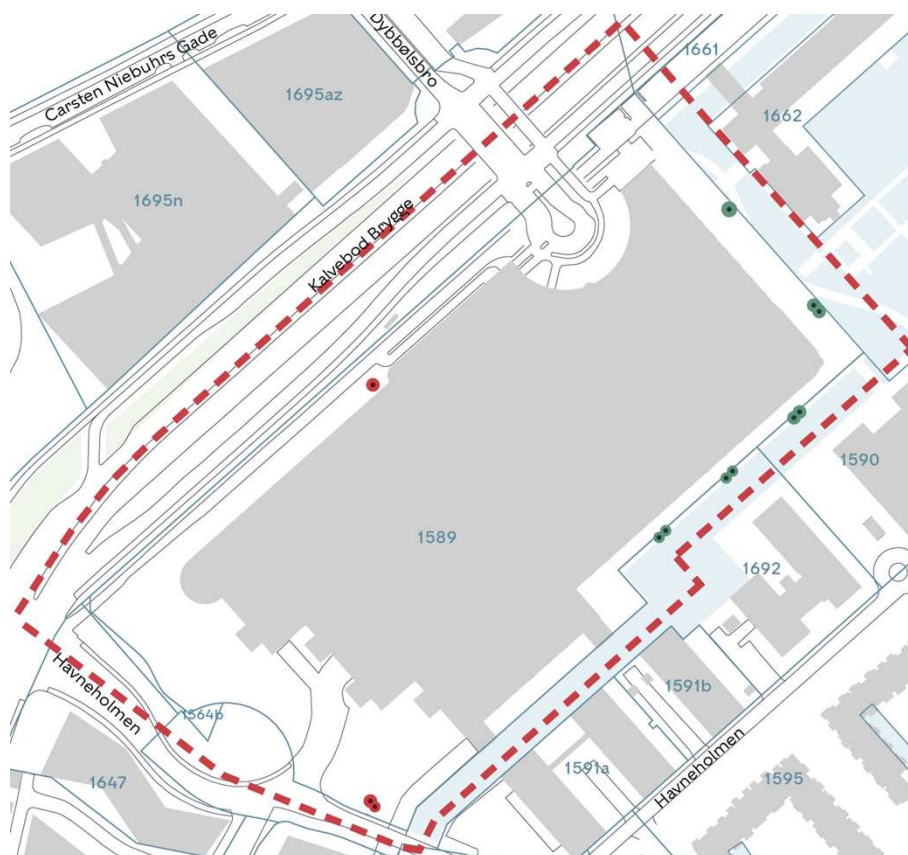 Carsten Niebuhrs Gade
Dybbølsbro
1661
1695az
1662
1695n
Kalvebod Brygge
1590
1589
1692
Havneholmen
1591b
1564b
1647
1591a
Havneholmen
1595